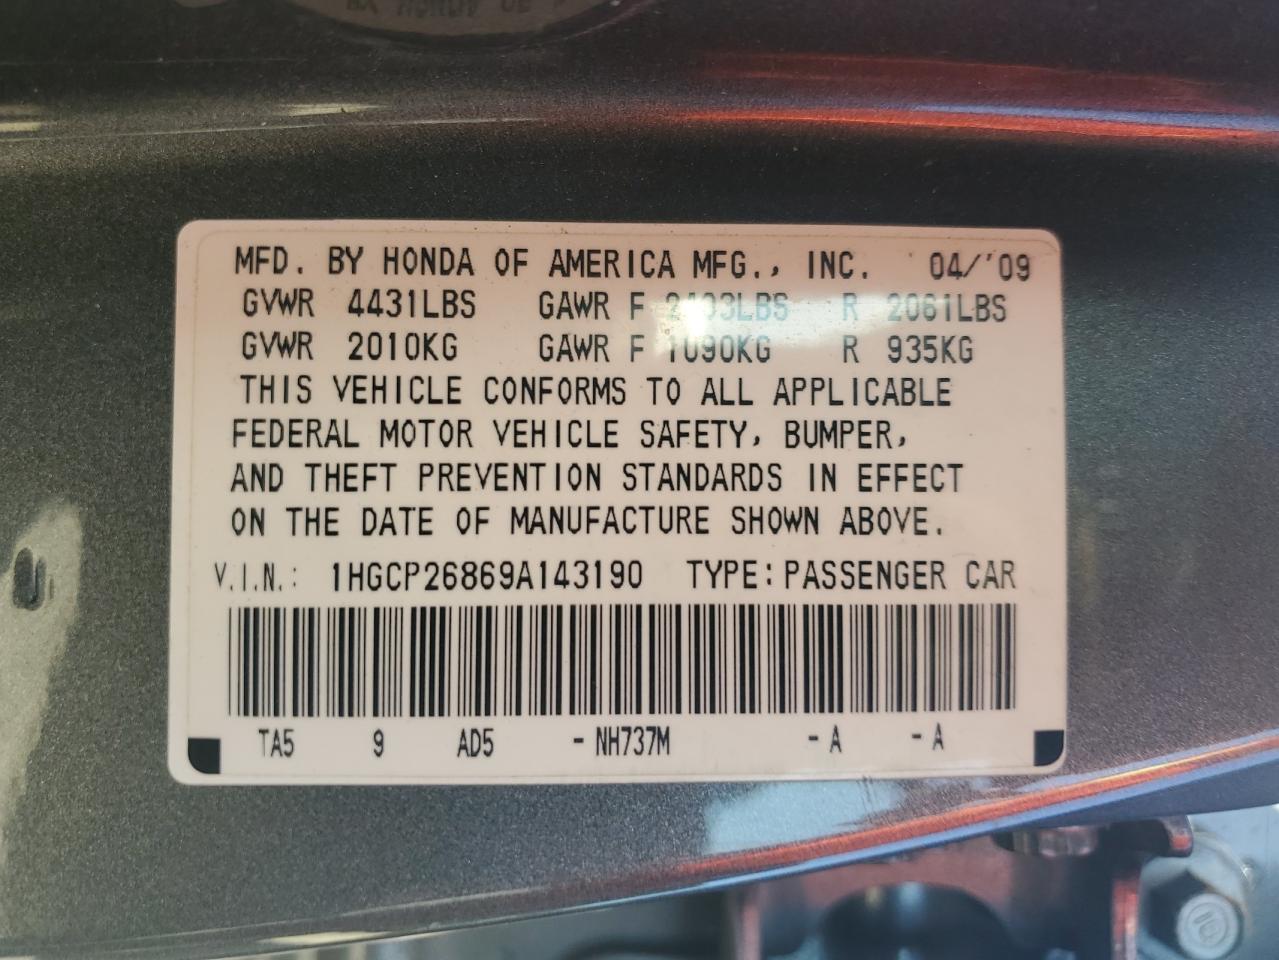 MFD. BY HONDA OF AMERICA MFG., INC. 04/'09
GVWR 4431LBS GAWR F 2403LBS R 2061LBS
GVWR 2010KG GAWR F 1090KG R 935KG
THIS VEHICLE CONFORMS TO ALL APPLICABLE
FEDERAL MOTOR VEHICLE SAFETY, BUMPER,
AND THEFT PREVENTION STANDARDS IN EFFECT
ON THE DATE OF MANUFACTURE SHOWN ABOVE.
V.I.N.: 1HGCP26869A143190 TYPE: PASSENGER CAR
TA5 9 AD5 - NH737M - A - A